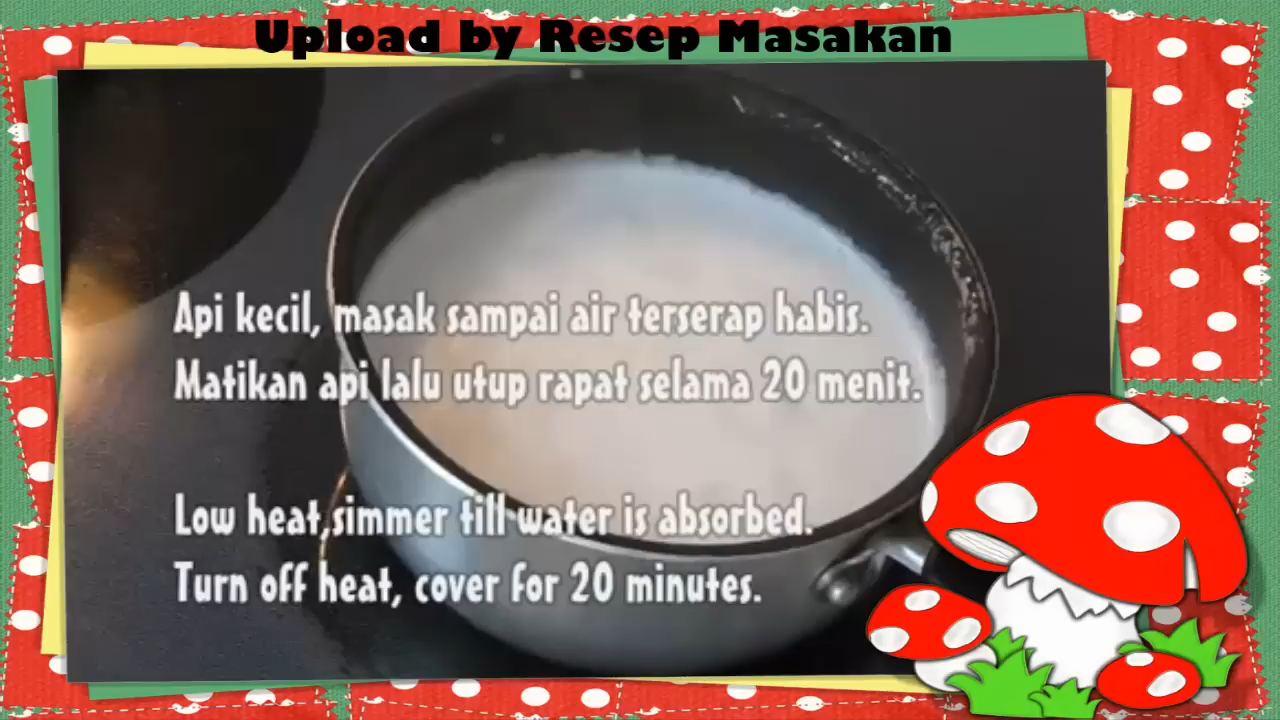 Upload by Resep Masakan
Api kecil, masak sampai air terserap habis.
Matikan api lalu utup rapat selama 20 menit.
Low heat,simmer till water is absorbed.
Turn off heat, cover for 20 minutes.